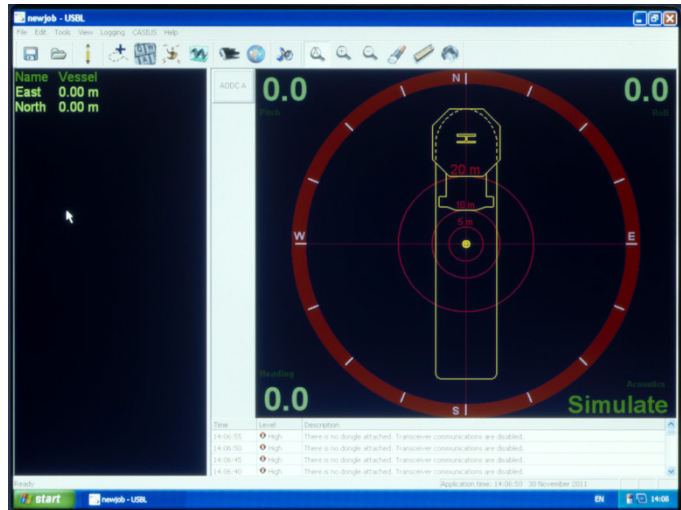 newjob - USBL
File Edit Tools View Logging CASIUS Help
Name Vessel
East 0.00 m
North 0.00 m
ADDC A
0.0
Pitch
0.0
Roll
N
W
E
S
20 m
10 m
5 m
Heading
0.0
Acoustics
Simulate
Time Level Description
14:06:55 High There is no dongle attached. Transceiver communications are disabled.
14:06:50 High There is no dongle attached. Transceiver communications are disabled.
14:06:45 High There is no dongle attached. Transceiver communications are disabled.
14:06:40 High There is no dongle attached. Transceiver communications are disabled.
Ready
Application time: 14:06:58 30 November 2011
start
newjob - USBL
EN
14:08